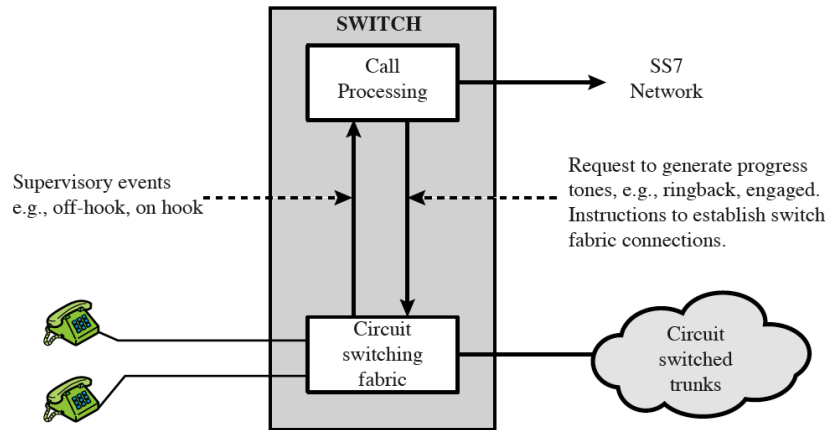 SWITCH
Call
Processing
SS7
Network
Supervisory events
e.g., off-hook, on hook
Request to generate progress
tones, e.g., ringback, engaged.
Instructions to establish switch
fabric connections.
Circuit
switching
fabric
Circuit
switched
trunks